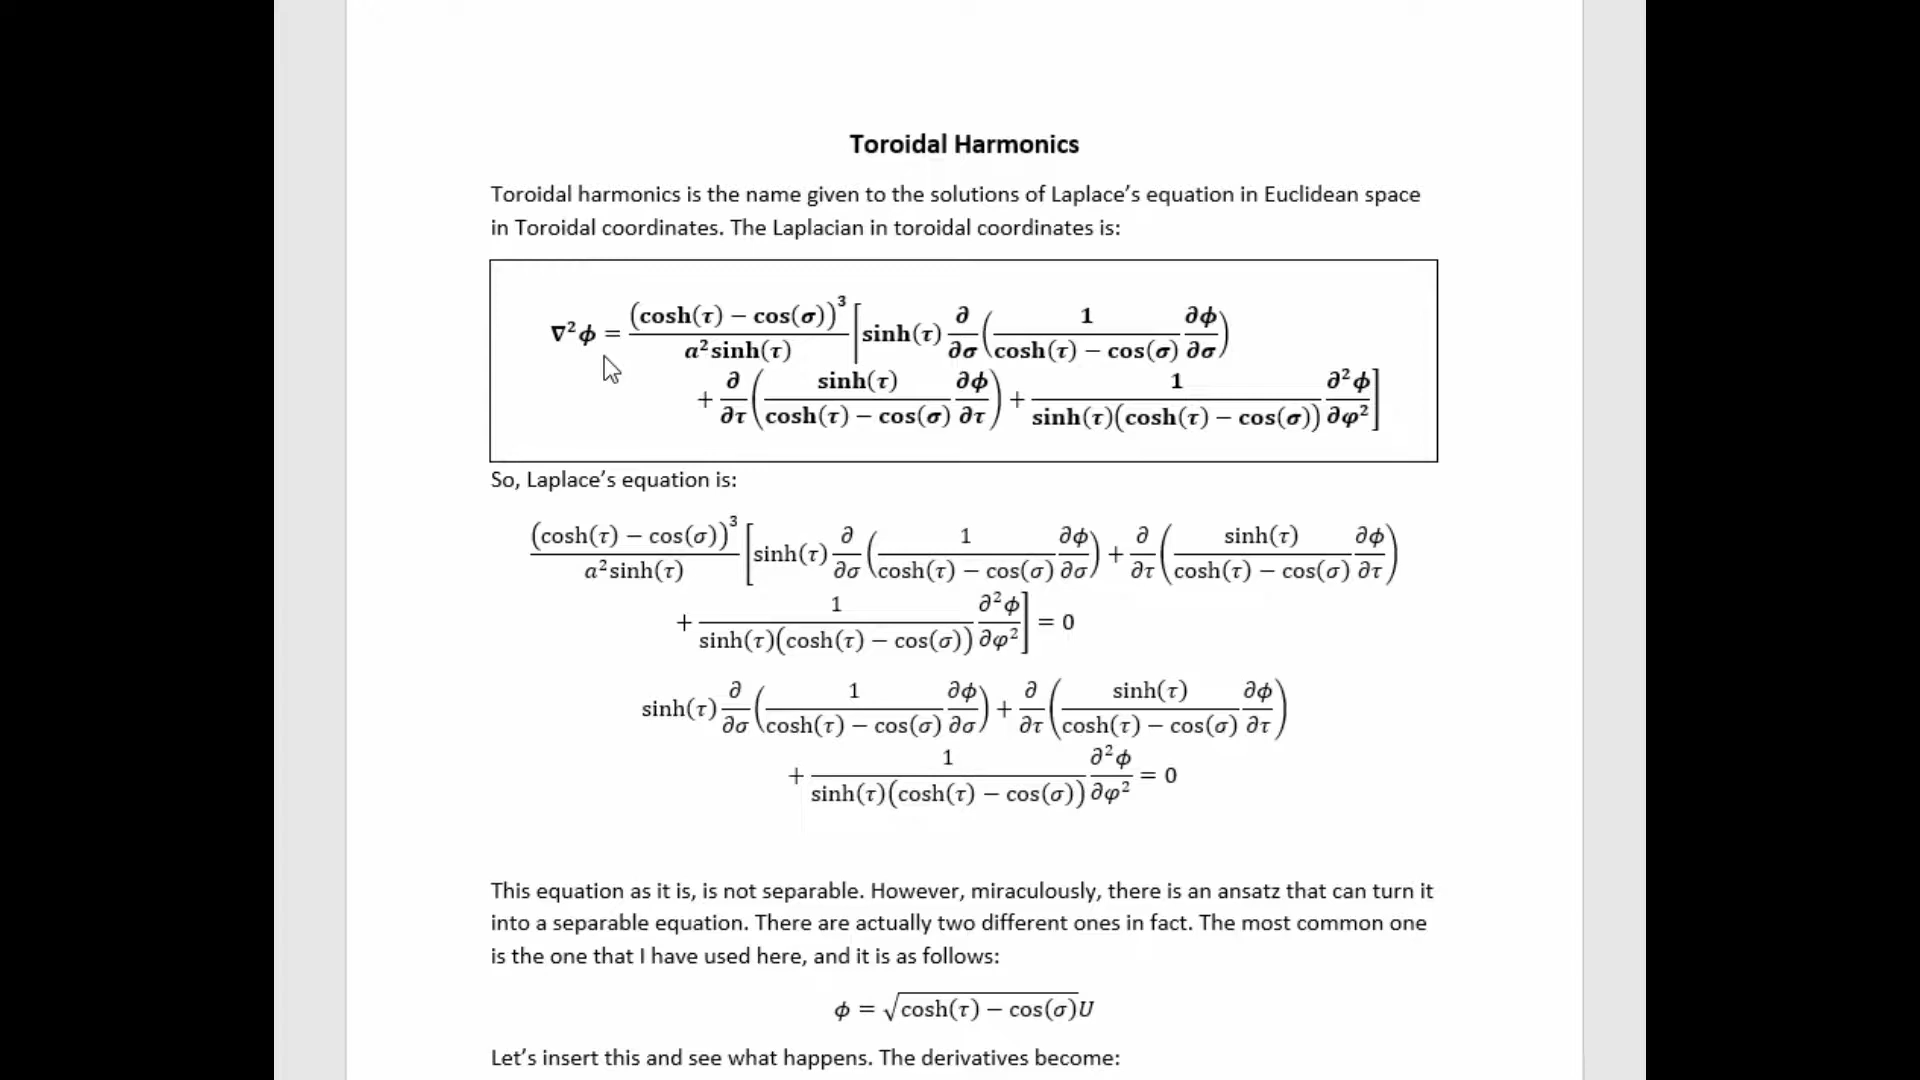 Toroidal Harmonics
Toroidal harmonics is the name given to the solutions of Laplace’s equation in Euclidean space
in Toroidal coordinates. The Laplacian in toroidal coordinates is:
∇²ϕ = (cosh(τ) − cos(σ))³ / a²sinh(τ) [sinh(τ) ∂/∂σ (1 / cosh(τ) − cos(σ) ∂ϕ/∂σ)
+ ∂/∂τ (sinh(τ) / cosh(τ) − cos(σ) ∂ϕ/∂τ) + 1 / sinh(τ)(cosh(τ) − cos(σ)) ∂²ϕ/∂φ²]
So, Laplace’s equation is:
(cosh(τ) − cos(σ))³ / a²sinh(τ) [sinh(τ) ∂/∂σ (1 / cosh(τ) − cos(σ) ∂ϕ/∂σ) + ∂/∂τ (sinh(τ) / cosh(τ) − cos(σ) ∂ϕ/∂τ)
+ 1 / sinh(τ)(cosh(τ) − cos(σ)) ∂²ϕ/∂φ²] = 0
sinh(τ) ∂/∂σ (1 / cosh(τ) − cos(σ) ∂ϕ/∂σ) + ∂/∂τ (sinh(τ) / cosh(τ) − cos(σ) ∂ϕ/∂τ)
+ 1 / sinh(τ)(cosh(τ) − cos(σ)) ∂²ϕ/∂φ² = 0
This equation as it is, is not separable. However, miraculously, there is an ansatz that can turn it
into a separable equation. There are actually two different ones in fact. The most common one
is the one that I have used here, and it is as follows:
ϕ = √(cosh(τ) − cos(σ))U
Let’s insert this and see what happens. The derivatives become: